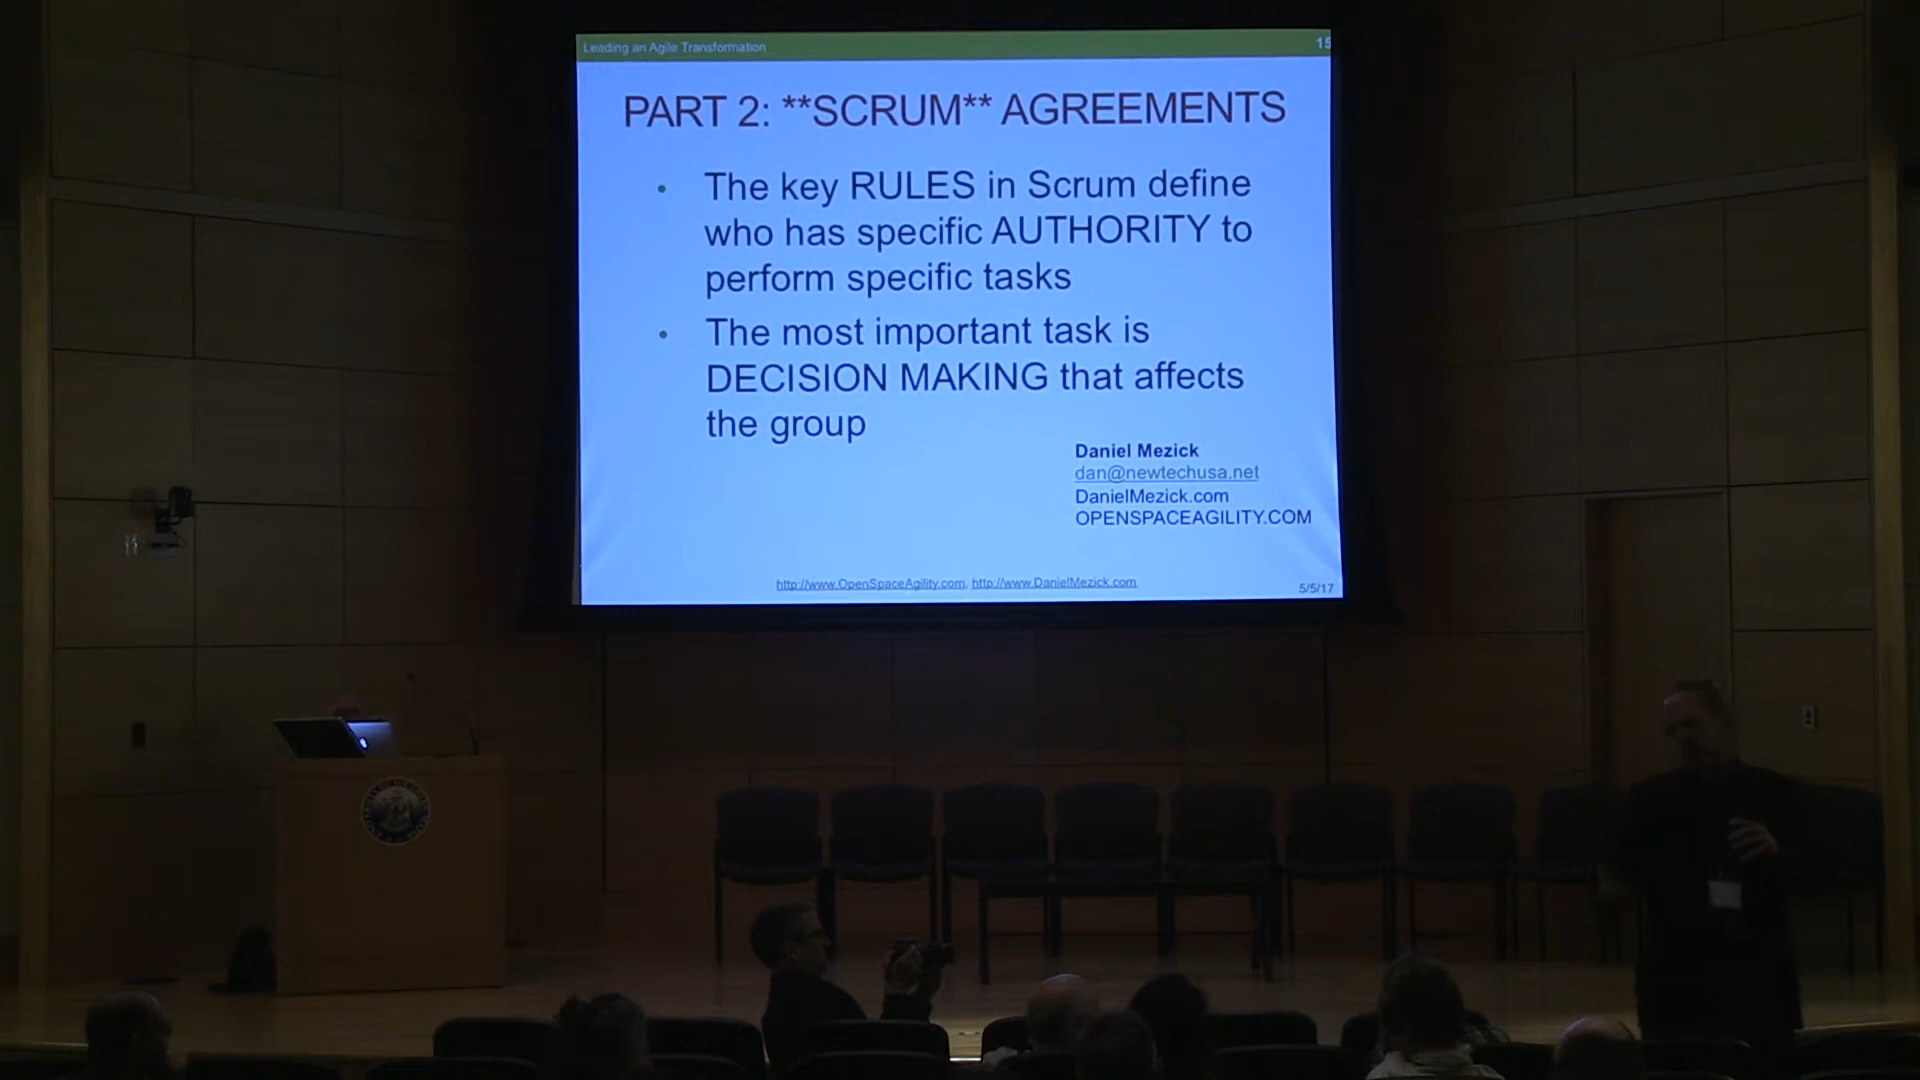 Leading an Agile Transformation
15
PART 2: **SCRUM** AGREEMENTS
• The key RULES in Scrum define
who has specific AUTHORITY to
perform specific tasks
• The most important task is
DECISION MAKING that affects
the group
Daniel Mezick
dan@newtechusa.net
DanielMezick.com
OPENSPACEAGILITY.COM
http://www.OpenSpaceAgility.com, http://www.DanielMezick.com
5/5/17